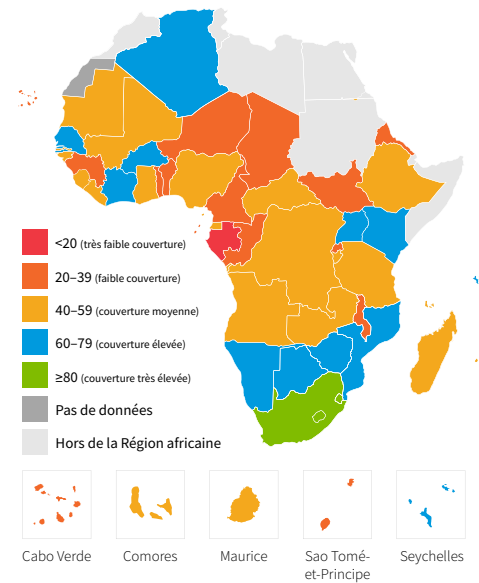 <20 (très faible couverture)
20–39 (faible couverture)
40–59 (couverture moyenne)
60–79 (couverture élevée)
≥80 (couverture très élevée)
Pas de données
Hors de la Région africaine
Cabo Verde
Comores
Maurice
Sao Tomé-
et-Principe
Seychelles